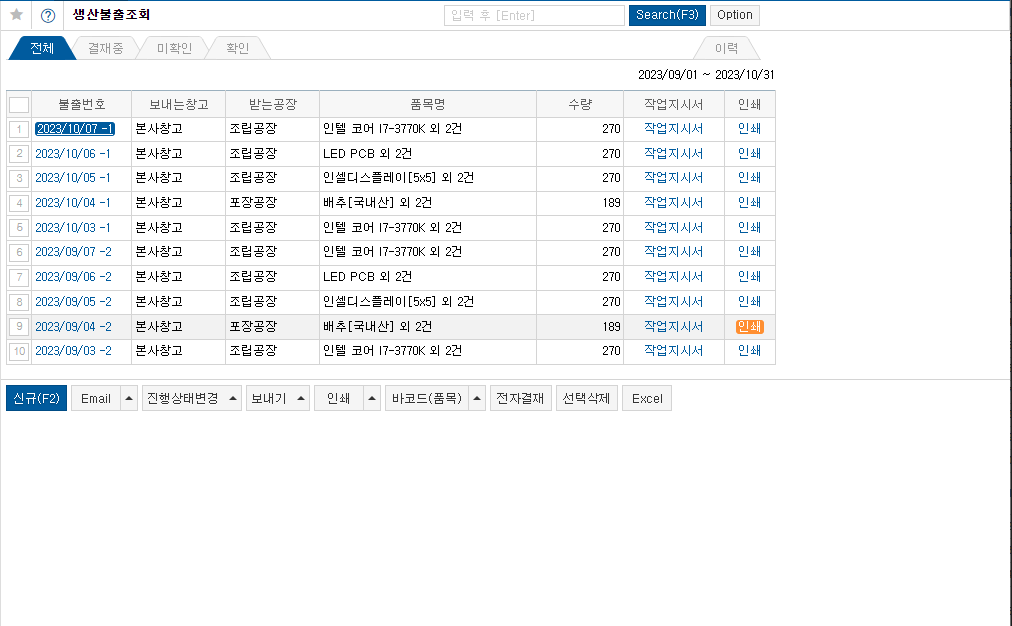 생산불출조회 입력 후 [Enter] Search(F3) Option
전체 결재중 미확인 확인 이력
2023/09/01 ~ 2023/10/31
불출번호 보내는창고 받는공장 품목명 수량 작업지시서 인쇄
1 2023/10/07 -1 본사창고 조립공장 인텔 코어 I7-3770K 외 2건 270 작업지시서 인쇄
2 2023/10/06 -1 본사창고 조립공장 LED PCB 외 2건 270 작업지시서 인쇄
3 2023/10/05 -1 본사창고 조립공장 인셀디스플레이[5x5] 외 2건 270 작업지시서 인쇄
4 2023/10/04 -1 본사창고 포장공장 배추[국내산] 외 2건 189 작업지시서 인쇄
5 2023/10/03 -1 본사창고 조립공장 인텔 코어 I7-3770K 외 2건 270 작업지시서 인쇄
6 2023/09/07 -2 본사창고 조립공장 인텔 코어 I7-3770K 외 2건 270 작업지시서 인쇄
7 2023/09/06 -2 본사창고 조립공장 LED PCB 외 2건 270 작업지시서 인쇄
8 2023/09/05 -2 본사창고 조립공장 인셀디스플레이[5x5] 외 2건 270 작업지시서 인쇄
9 2023/09/04 -2 본사창고 포장공장 배추[국내산] 외 2건 189 작업지시서 인쇄
10 2023/09/03 -2 본사창고 조립공장 인텔 코어 I7-3770K 외 2건 270 작업지시서 인쇄
신규(F2) Email 진행상태변경 보내기 인쇄 바코드(품목) 전자결재 선택삭제 Excel